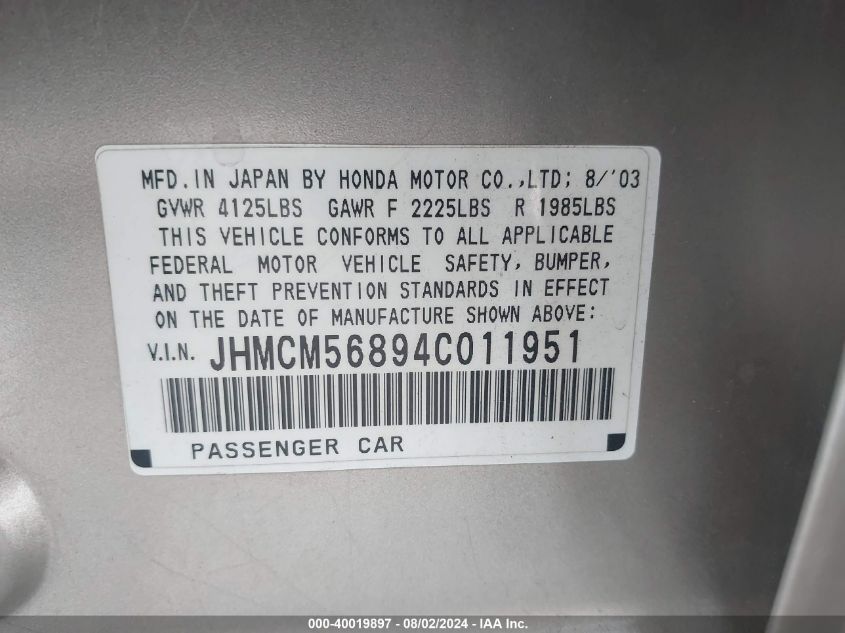 MFD. IN JAPAN BY HONDA MOTOR CO.,LTD; 8/'03
GVWR 4125LBS GAWR F 2225LBS R 1985LBS
THIS VEHICLE CONFORMS TO ALL APPLICABLE
FEDERAL MOTOR VEHICLE SAFETY, BUMPER,
AND THEFT PREVENTION STANDARDS IN EFFECT
ON THE DATE OF MANUFACTURE SHOWN ABOVE:
V.I.N. JHMCM56894C011951
PASSENGER CAR
000-40019897 - 08/02/2024 - IAA Inc.